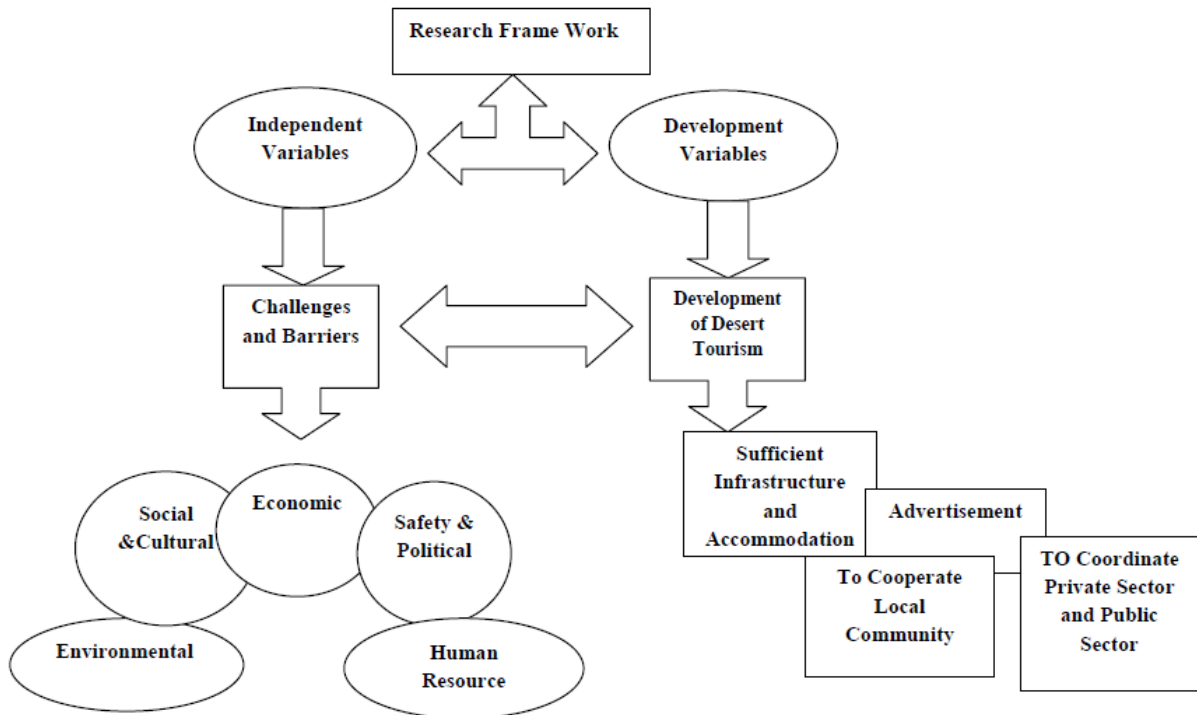 Research Frame Work
Independent
Variables
Development
Variables
Challenges
and Barriers
Development
of Desert
Tourism
Social
&Cultural
Economic
Safety &
Political
Environmental
Human
Resource
Sufficient
Infrastructure
and
Accommodation
Advertisement
To Cooperate
Local
Community
TO Coordinate
Private Sector
and Public
Sector